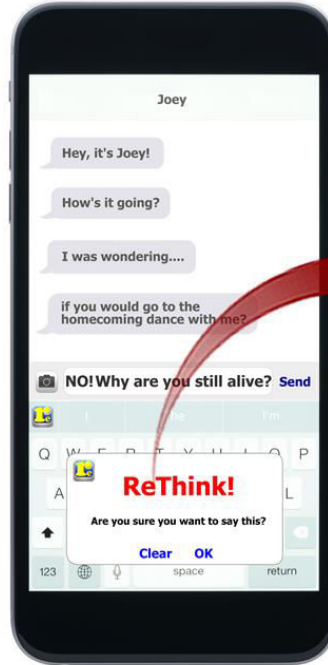 Joey
Hey, it's Joey!
How's it going?
I was wondering....
if you would go to the
homecoming dance with me?
NO! Why are you still alive? Send
I'm
Q W E R T Y U I O P
A L
ReThink!
Are you sure you want to say this?
Clear OK
123 space return